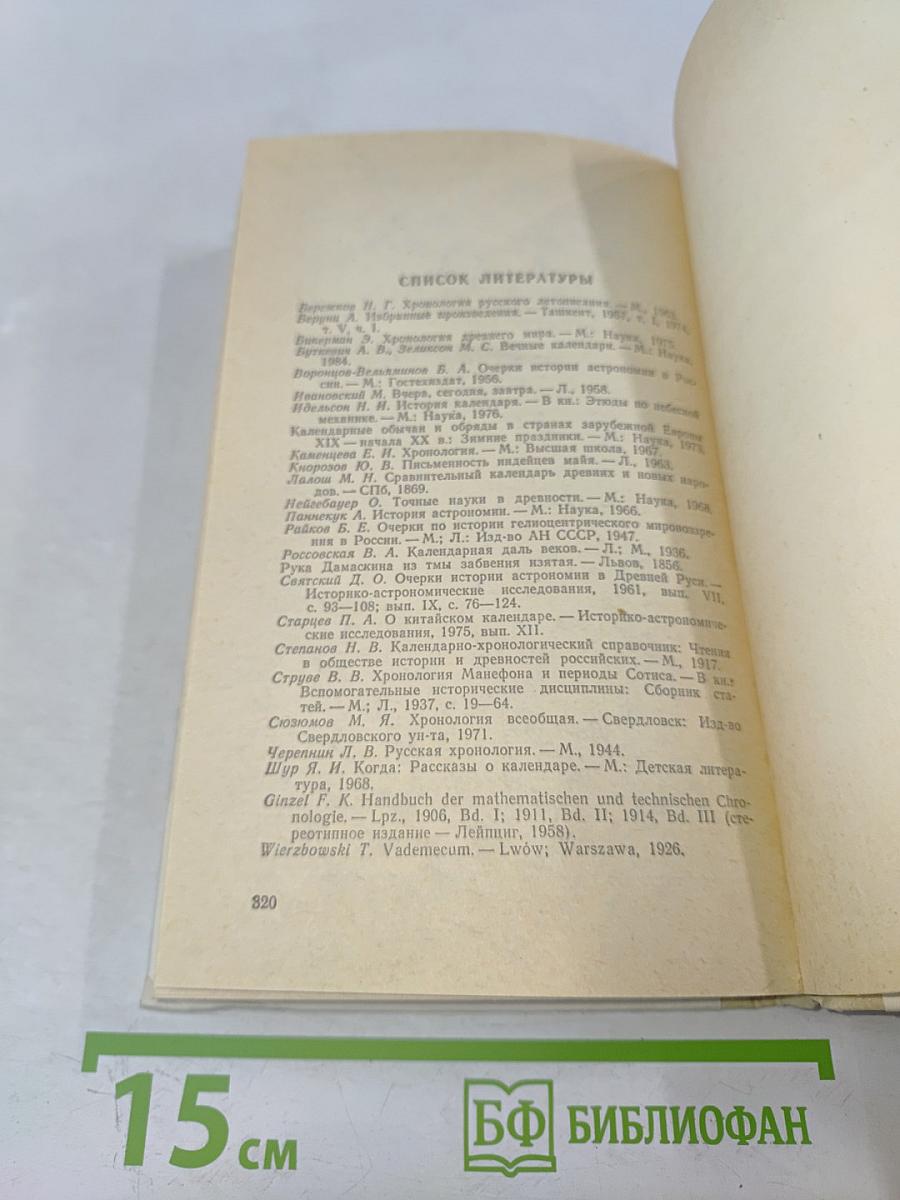 СПИСОК ЛИТЕРАТУРЫ
Бережков Н. Г. Хронология русского летописания. — М., 1963.
Беруни А. Избранные произведения. — Ташкент, 1957, т. I, 1974,
т. V, ч. I.
Бикерман Э. Хронология древнего мира. — М.: Наука, 1975.
Буткевич А. В., Зеликсон М. С. Вечные календари. — М.: Наука,
1984.
Воронцов-Вельяминов Б. А. Очерки истории астрономии в Рос-
сии. — М.: Гостехиздат, 1956.
Ивановский М. Вчера, сегодня, завтра. — Л., 1958.
Идельсон Н. И. История календаря. — В кн.: Этюды по небесной
механике. — М.: Наука, 1976.
Календарные обычаи и обряды в странах зарубежной Европы
XIX — начала XX в.: Зимние праздники. — М.: Наука, 1973.
Каменцева Е. И. Хронология. — М.: Высшая школа, 1967.
Кнорозов Ю. В. Письменность индейцев майя. — Л., 1963.
Лалош М. Н. Сравнительный календарь древних и новых наро-
дов. — СПб, 1869.
Нейгебауер О. Точные науки в древности. — М.: Наука, 1968.
Паннекук А. История астрономии. — М.: Наука, 1966.
Райков Б. Е. Очерки по истории гелиоцентрического мировоззре-
ния в России. — М.; Л.: Изд-во АН СССР, 1947.
Россовская В. А. Календарная даль веков. — Л.; М., 1936.
Рука Дамаскина из тмы забвения изятая. — Львов, 1856.
Святский Д. О. Очерки истории астрономии в Древней Руси. —
Историко-астрономические исследования, 1961, вып. VII,
с. 93—108; вып. IX, с. 76—124.
Старцев П. А. О китайском календаре. — Историко-астрономиче-
ские исследования, 1975, вып. XII.
Степанов Н. В. Календарно-хронологический справочник: Чтения
в обществе истории и древностей российских. — М., 1917.
Струве В. В. Хронология Манефона и периоды Сотиса. — В кн.:
Вспомогательные исторические дисциплины: Сборник ста-
тей. — М.; Л., 1937, с. 19—64.
Сюзюмов М. Я. Хронология всеобщая. — Свердловск: Изд-во
Свердловского ун-та, 1971.
Черепнин Л. В. Русская хронология. — М., 1944.
Шур Я. И. Когда: Рассказы о календаре. — М.: Детская литера-
тура, 1968.
Ginzel F. K. Handbuch der mathematischen und technischen Chro-
nologie. — Lpz., 1906, Bd. I; 1911, Bd. II; 1914, Bd. III (сте-
реотипное издание — Лейпциг, 1958).
Wierzbowski T. Vademecum. — Lwów; Warszawa, 1926.
320
15 см
БФ БИБЛИОФАН